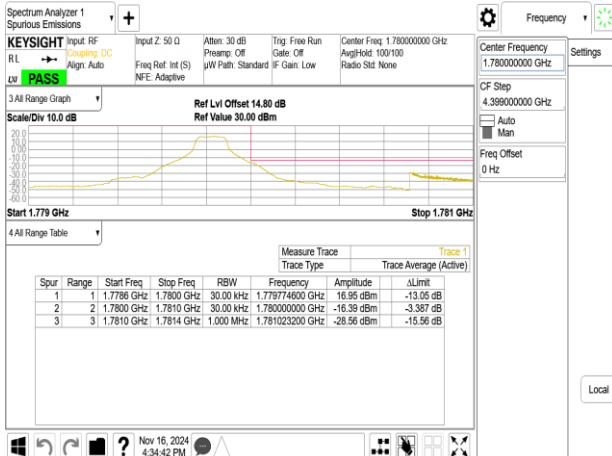 Spectrum Analyzer 1
Spurious Emissions
Frequency
KEYSIGHT
RL
PASS
Input: RF
Coupling: DC
Align: Auto
Input Z: 50 Ω
Freq Ref: Int (S)
NFE: Adaptive
Atten: 30 dB
Preamp: Off
µW Path: Standard
Trig: Free Run
Gate: Off
IF Gain: Low
Center Freq: 1.780000000 GHz
Avg|Hold: 100/100
Radio Std: None
Center Frequency
1.780000000 GHz
Settings
CF Step
4.399000000 GHz
Auto
Man
Freq Offset
0 Hz
3 All Range Graph
Scale/Div 10.0 dB
Ref Lvl Offset 14.80 dB
Ref Value 30.00 dBm
20.0
10.0
0.00
-10.0
-20.0
-30.0
-40.0
-50.0
-60.0
Start 1.779 GHz Stop 1.781 GHz
4 All Range Table
Measure Trace Trace 1
Trace Type Trace Average (Active)
Spur Range Start Freq Stop Freq RBW Frequency Amplitude ΔLimit
1 1 1.7786 GHz 1.7800 GHz 30.00 kHz 1.779774600 GHz 16.95 dBm -13.05 dB
2 2 1.7800 GHz 1.7810 GHz 30.00 kHz 1.780000000 GHz -16.39 dBm -3.387 dB
3 3 1.7810 GHz 1.7814 GHz 1.000 MHz 1.781023200 GHz -28.56 dBm -15.56 dB
Local
Nov 16, 2024
4:34:42 PM